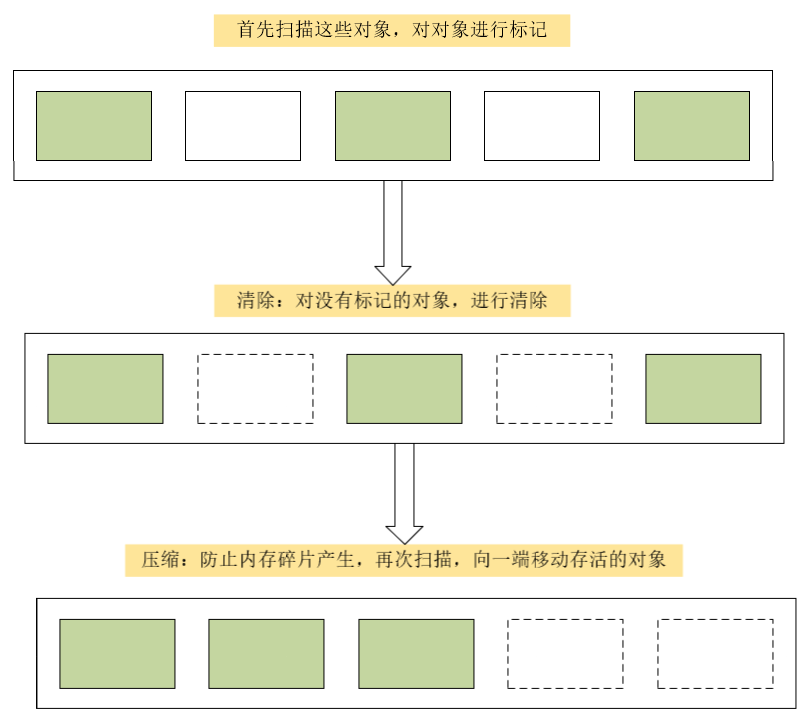 首先扫描这些对象，对对象进行标记
清除：对没有标记的对象，进行清除
压缩：防止内存碎片产生，再次扫描，向一端移动存活的对象